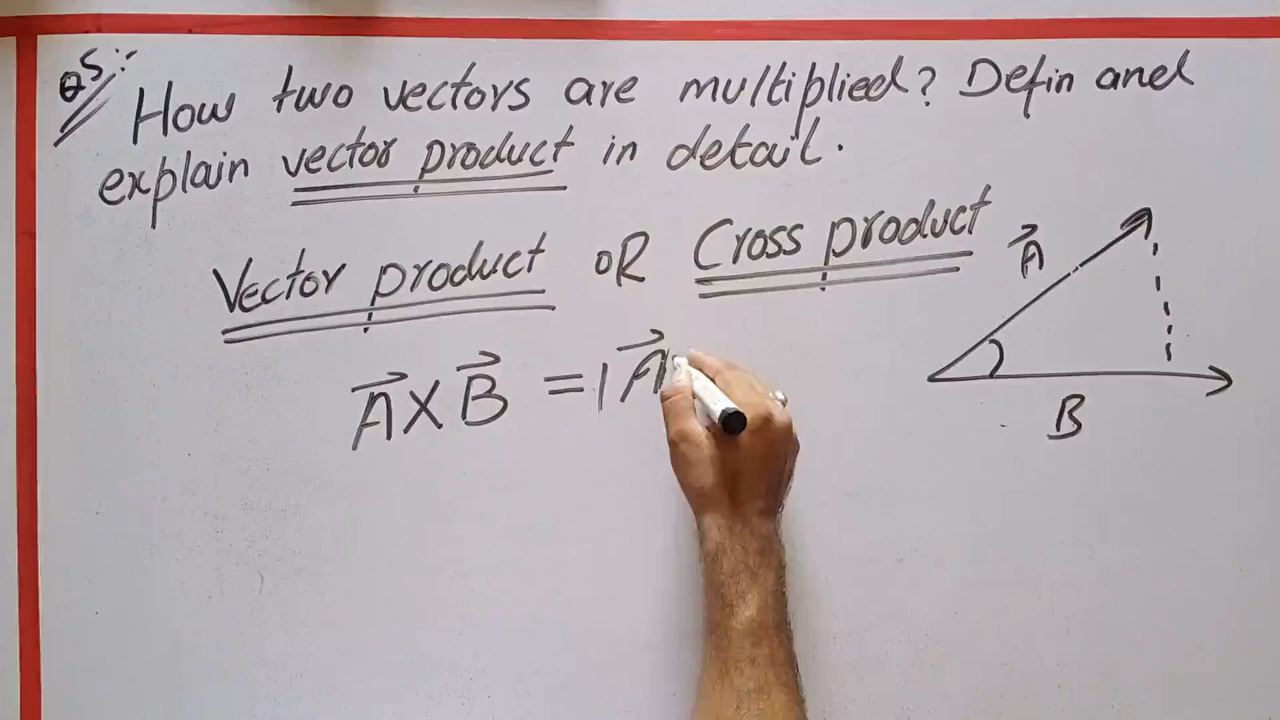 Q5:-
How two vectors are multiplied? Defin and
explain vector product in detail.
Vector product OR Cross product
A⃗ X B⃗ = |A⃗|
A⃗
B